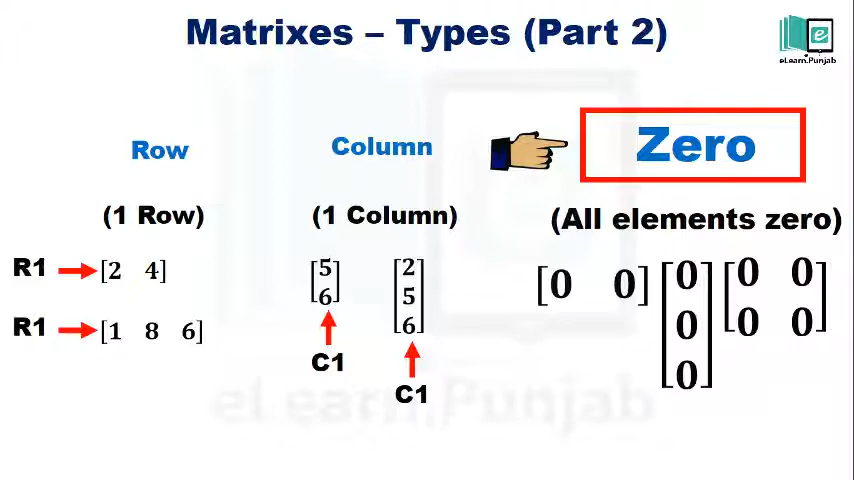 Matrixes – Types (Part 2)
e
eLearn.Punjab
Row
Column
Zero
(1 Row)
(1 Column)
(All elements zero)
R1
[2 4]
R1
[1 8 6]
[5
6]
C1
[2
5
6]
C1
[0 0]
[0
0
0]
[0 0
0 0]
eLearn.Punjab